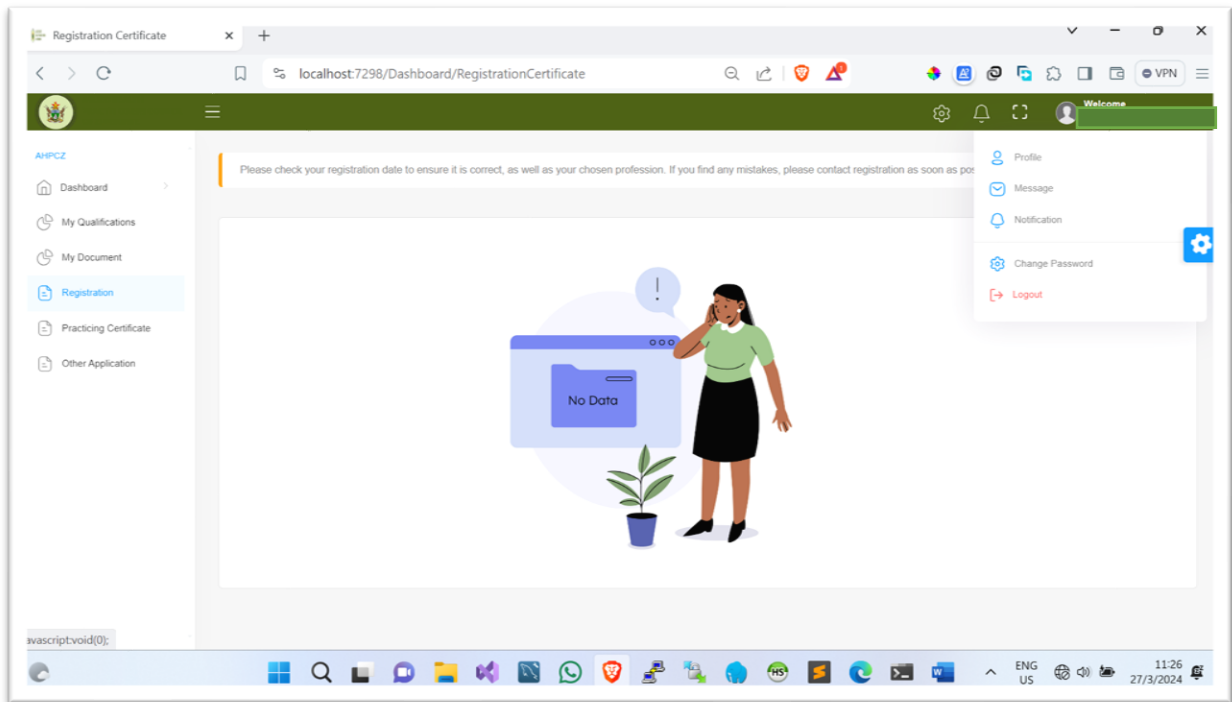 Registration Certificate
localhost:7298/Dashboard/RegistrationCertificate
VPN
Welcome
AHPCZ
Dashboard
My Qualifications
My Document
Registration
Practicing Certificate
Other Application
Please check your registration date to ensure it is correct, as well as your chosen profession. If you find any mistakes, please contact registration as soon as pos
Profile
Message
Notification
Change Password
Logout
!
No Data
avascript:void(0);
HS
ENG
US
11:26
27/3/2024